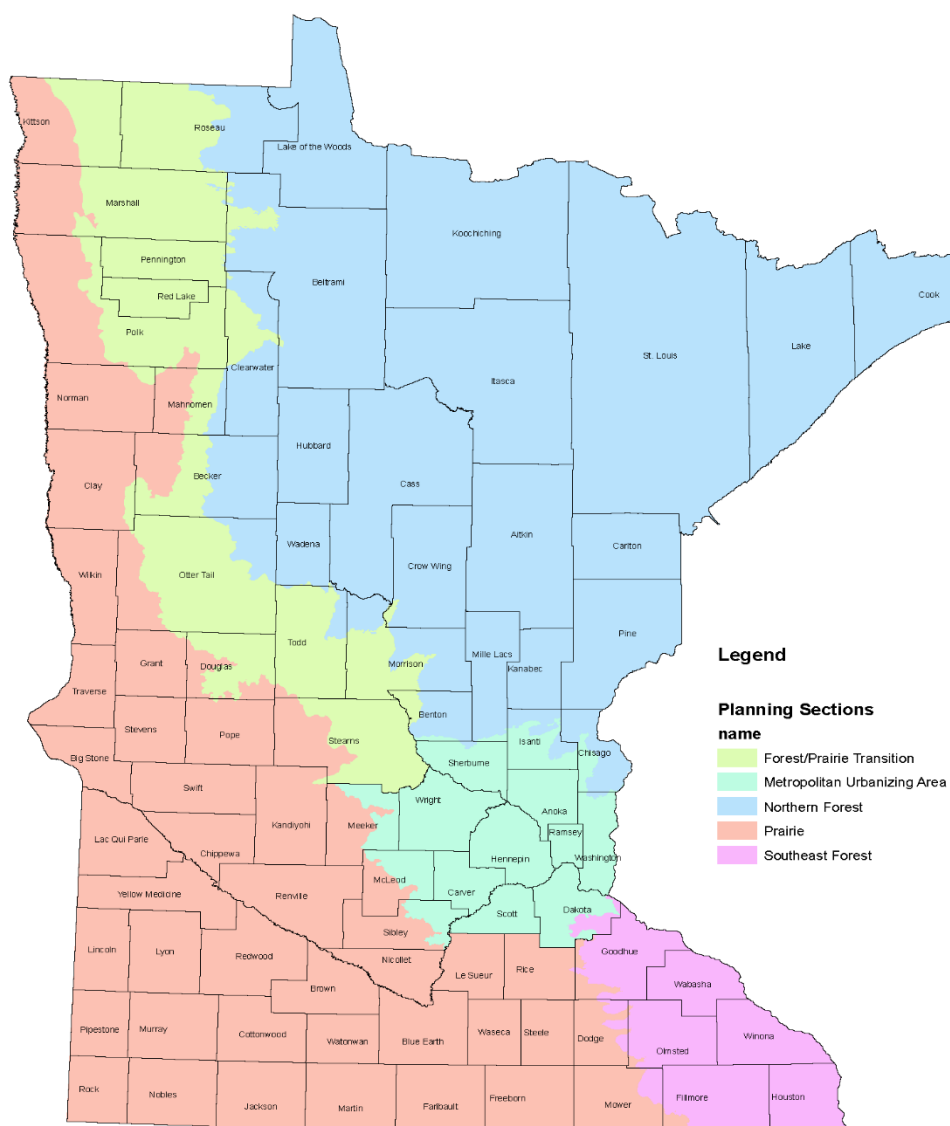 Kittson
Roseau
Lake of the Woods
Marshall
Koochiching
Pennington
Beltrami
Red Lake
Cook
Polk
St. Louis
Lake
Clearwater
Itasca
Norman
Mahnomen
Hubbard
Becker
Clay
Cass
Aitkin
Wadena
Carlton
Crow Wing
Otter Tail
Wilkin
Pine
Todd
Mille Lacs
Grant
Douglas
Morrison
Kanabec
Traverse
Benton
Stevens
Pope
Stearns
Isanti
Chisago
Big Stone
Sherburne
Swift
Wright
Anoka
Kandiyohi
Meeker
Ramsey
Lac Qui Parle
Chippewa
Hennepin
Washington
McLeod
Yellow Medicine
Renville
Carver
Scott
Dakota
Sibley
Lincoln
Lyon
Redwood
Nicollet
Goodhue
Le Sueur
Rice
Wabasha
Brown
Pipestone
Murray
Cottonwood
Watonwan
Blue Earth
Waseca
Steele
Dodge
Olmsted
Winona
Rock
Nobles
Jackson
Martin
Faribault
Freeborn
Mower
Fillmore
Houston
Legend
Planning Sections
name
Forest/Prairie Transition
Metropolitan Urbanizing Area
Northern Forest
Prairie
Southeast Forest